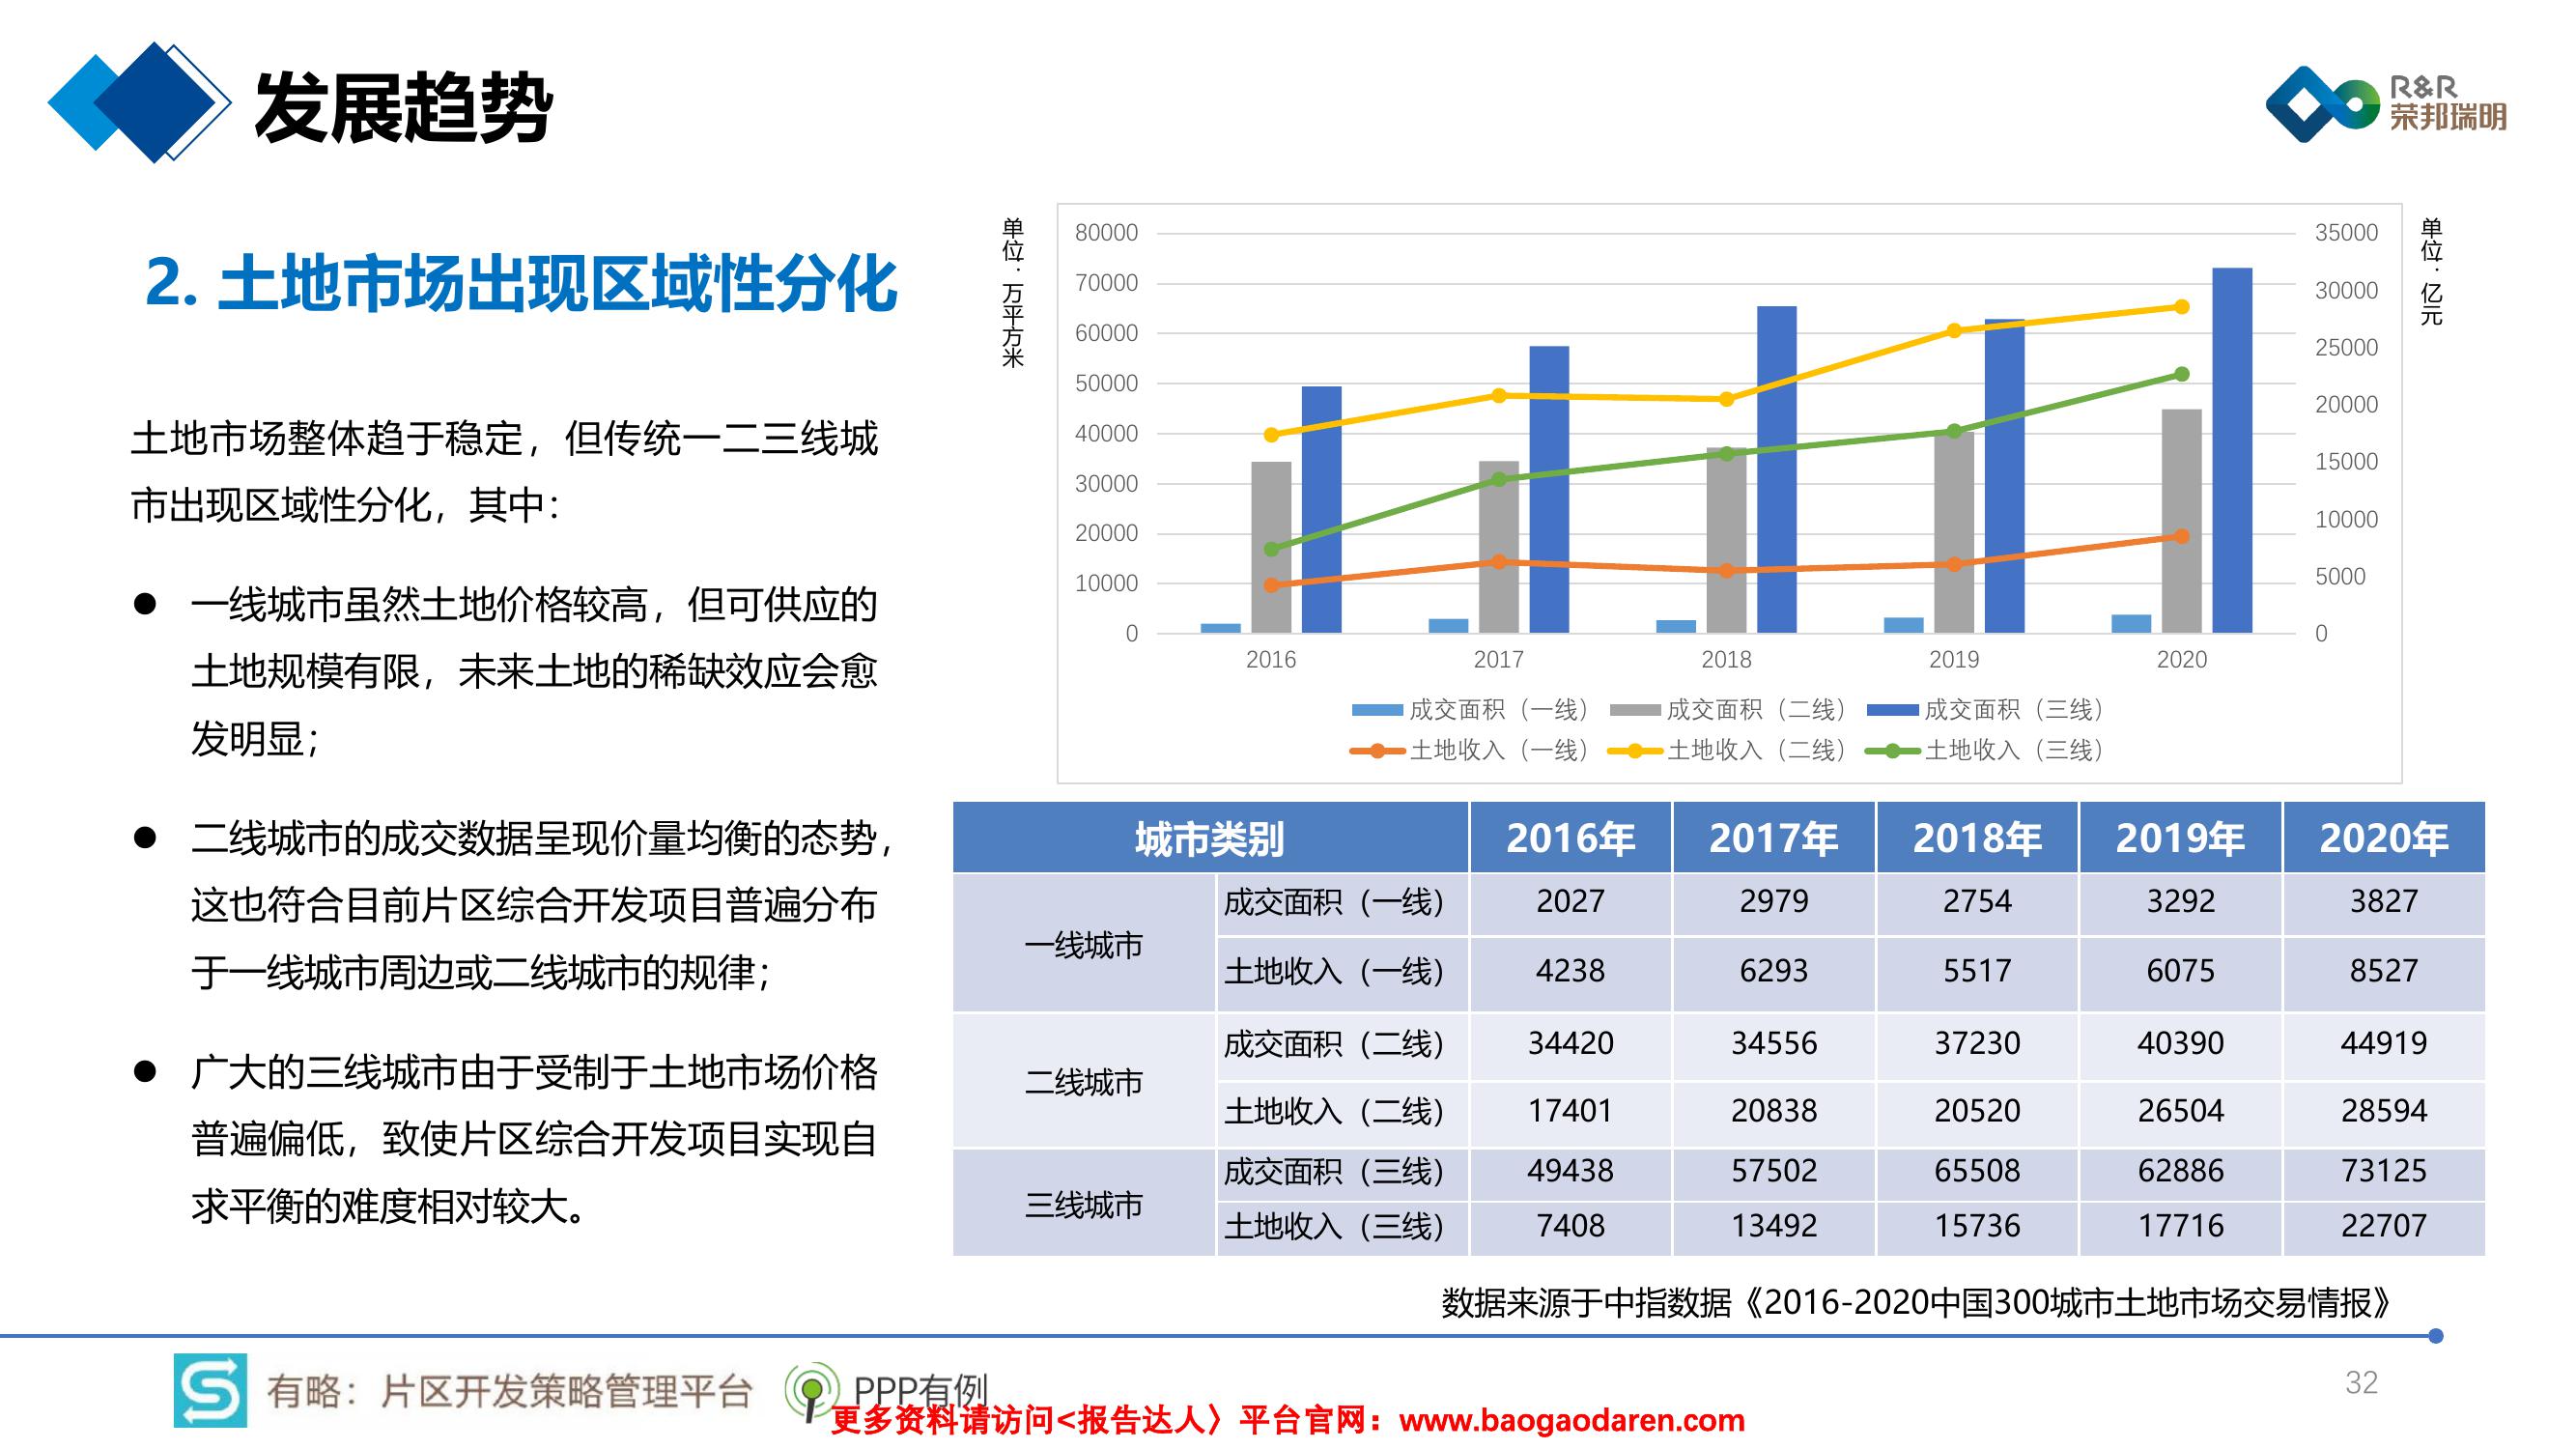 发展趋势
R&R
荣邦瑞明
2. 土地市场出现区域性分化
土地市场整体趋于稳定，但传统一二三线城
市出现区域性分化，其中：
● 一线城市虽然土地价格较高，但可供应的
土地规模有限，未来土地的稀缺效应会愈
发明显；
● 二线城市的成交数据呈现价量均衡的态势，
这也符合目前片区综合开发项目普遍分布
于一线城市周边或二线城市的规律；
● 广大的三线城市由于受制于土地市场价格
普遍偏低，致使片区综合开发项目实现自
求平衡的难度相对较大。
单位：万平方米
80000
70000
60000
50000
40000
30000
20000
10000
0
单位：亿元
35000
30000
25000
20000
15000
10000
5000
0
2016 2017 2018 2019 2020
成交面积（一线） 成交面积（二线） 成交面积（三线）
土地收入（一线） 土地收入（二线） 土地收入（三线）
城市类别 2016年 2017年 2018年 2019年 2020年
一线城市
成交面积（一线） 2027 2979 2754 3292 3827
土地收入（一线） 4238 6293 5517 6075 8527
二线城市
成交面积（二线） 34420 34556 37230 40390 44919
土地收入（二线） 17401 20838 20520 26504 28594
三线城市
成交面积（三线） 49438 57502 65508 62886 73125
土地收入（三线） 7408 13492 15736 17716 22707
数据来源于中指数据《2016-2020中国300城市土地市场交易情报》
有略：片区开发策略管理平台 PPP有例
32
更多资料请访问<报告达人〉平台官网：www.baogaodaren.com